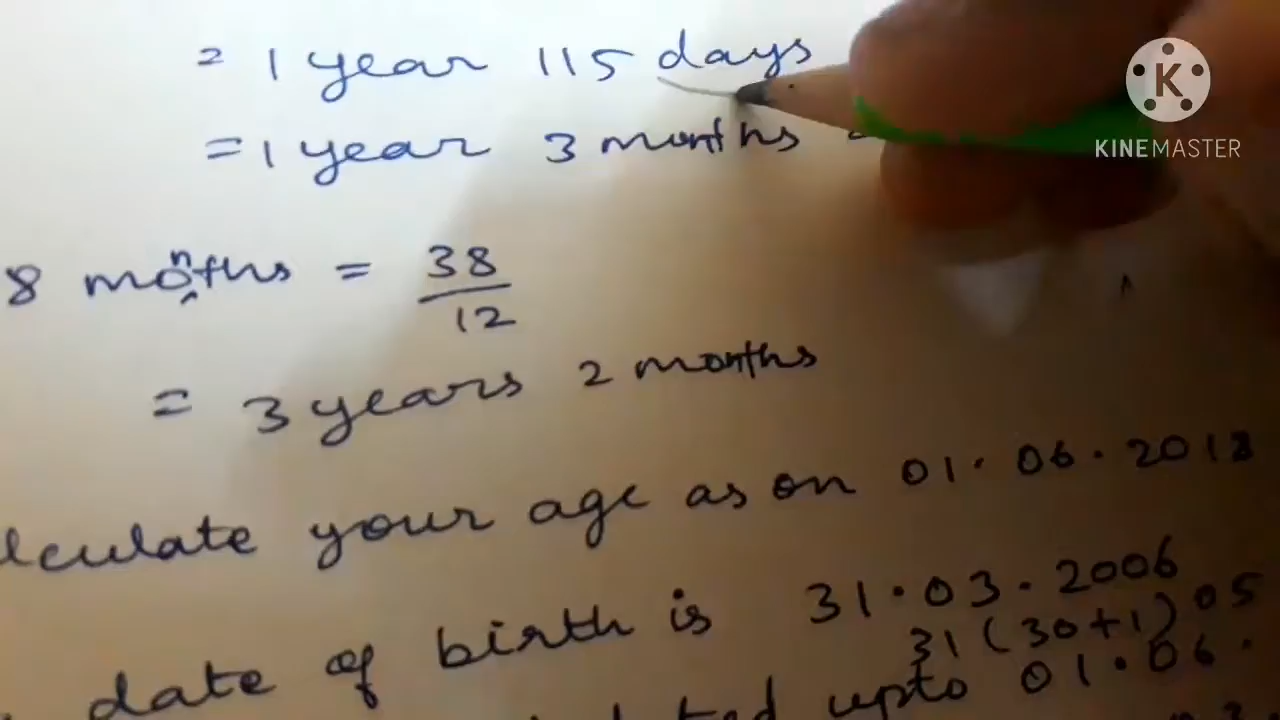 = 1 year 115 days
= 1 year 3 months
K
KINEMASTER
8 months = 38
12
= 3 years 2 months
lculate your age as on 01.06.2018
date of birth is 31.03.2006
31 (30+1) 05
upto 01.06.